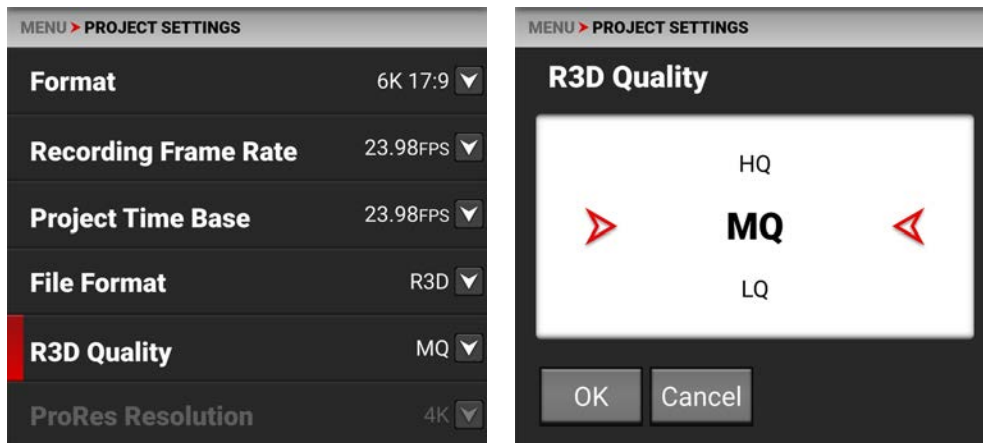 MENU > PROJECT SETTINGS
Format 6K 17:9
Recording Frame Rate 23.98FPS
Project Time Base 23.98FPS
File Format R3D
R3D Quality MQ
ProRes Resolution 4K
MENU > PROJECT SETTINGS
R3D Quality
HQ
MQ
LQ
OK Cancel